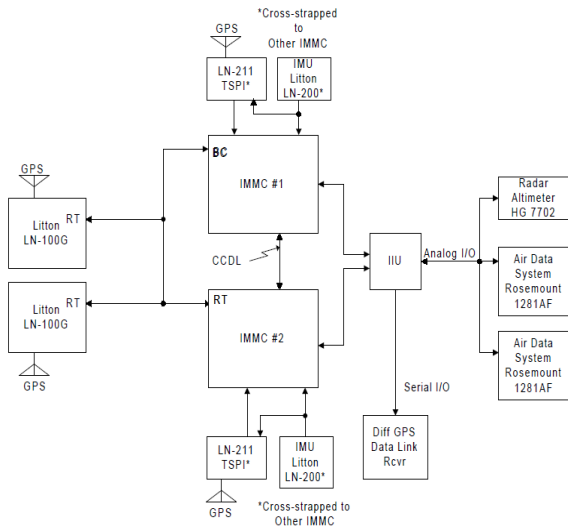 GPS
*Cross-strapped
to
Other IMMC
LN-211
TSPI*
IMU
Litton
LN-200*
BC
IMMC #1
GPS
Litton
LN-100G
RT
Radar
Altimeter
HG 7702
CCDL
IIU
Analog I/O
Air Data
System
Rosemount
1281AF
Litton
LN-100G
RT
RT
IMMC #2
GPS
Air Data
System
Rosemount
1281AF
Serial I/O
LN-211
TSPI*
IMU
Litton
LN-200*
Diff GPS
Data Link
Rcvr
GPS
*Cross-strapped to
Other IMMC